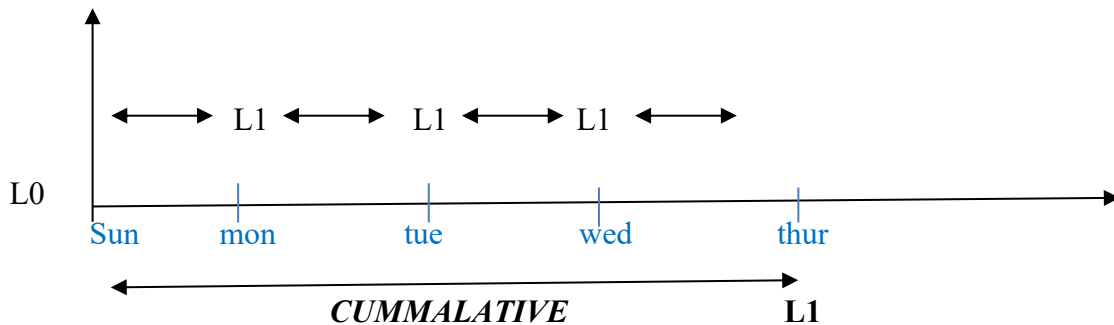 L1 L1 L1
L0
Sun mon tue wed thur
CUMMALATIVE L1